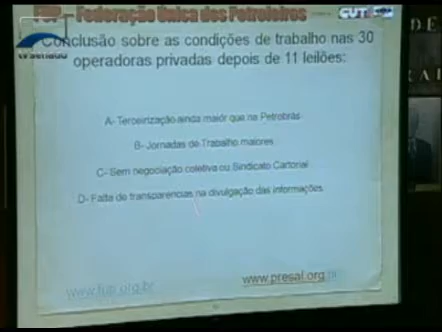 FUP - Federação Única dos Petroleiros
CUT
Conclusão sobre as condições de trabalho nas 30
operadoras privadas depois de 11 leilões:
A- Terceirização ainda maior que na Petrobrás
B- Jornadas de Trabalho maiores
C- Sem negociação coletiva ou Sindicato Cartorial
D- Falta de transparencias na divulgação das informações
www.fup.org.br
www.presal.org.br